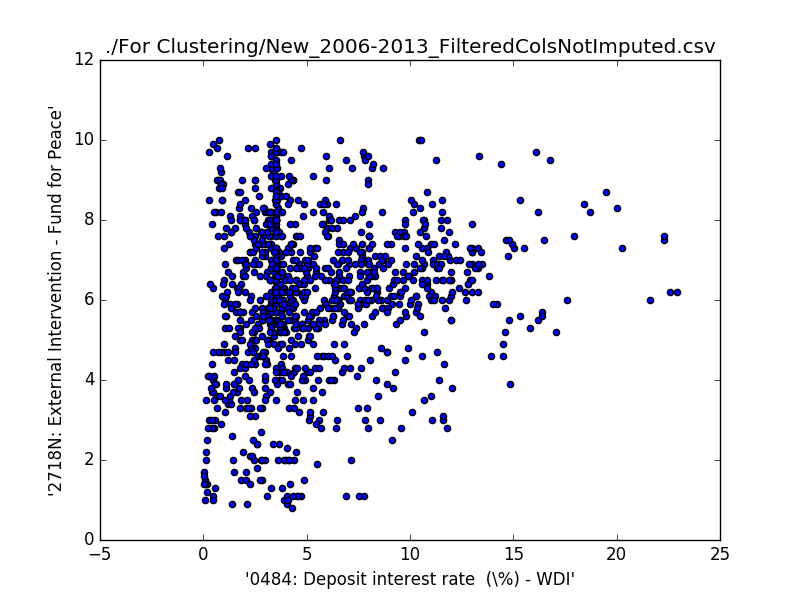 ./For Clustering/New_2006-2013_FilteredColsNotImputed.csv
12
10
8
6
4
2
0
'2718N: External Intervention - Fund for Peace'
−5 0 5 10 15 20 25
'0484: Deposit interest rate  (\%) - WDI'